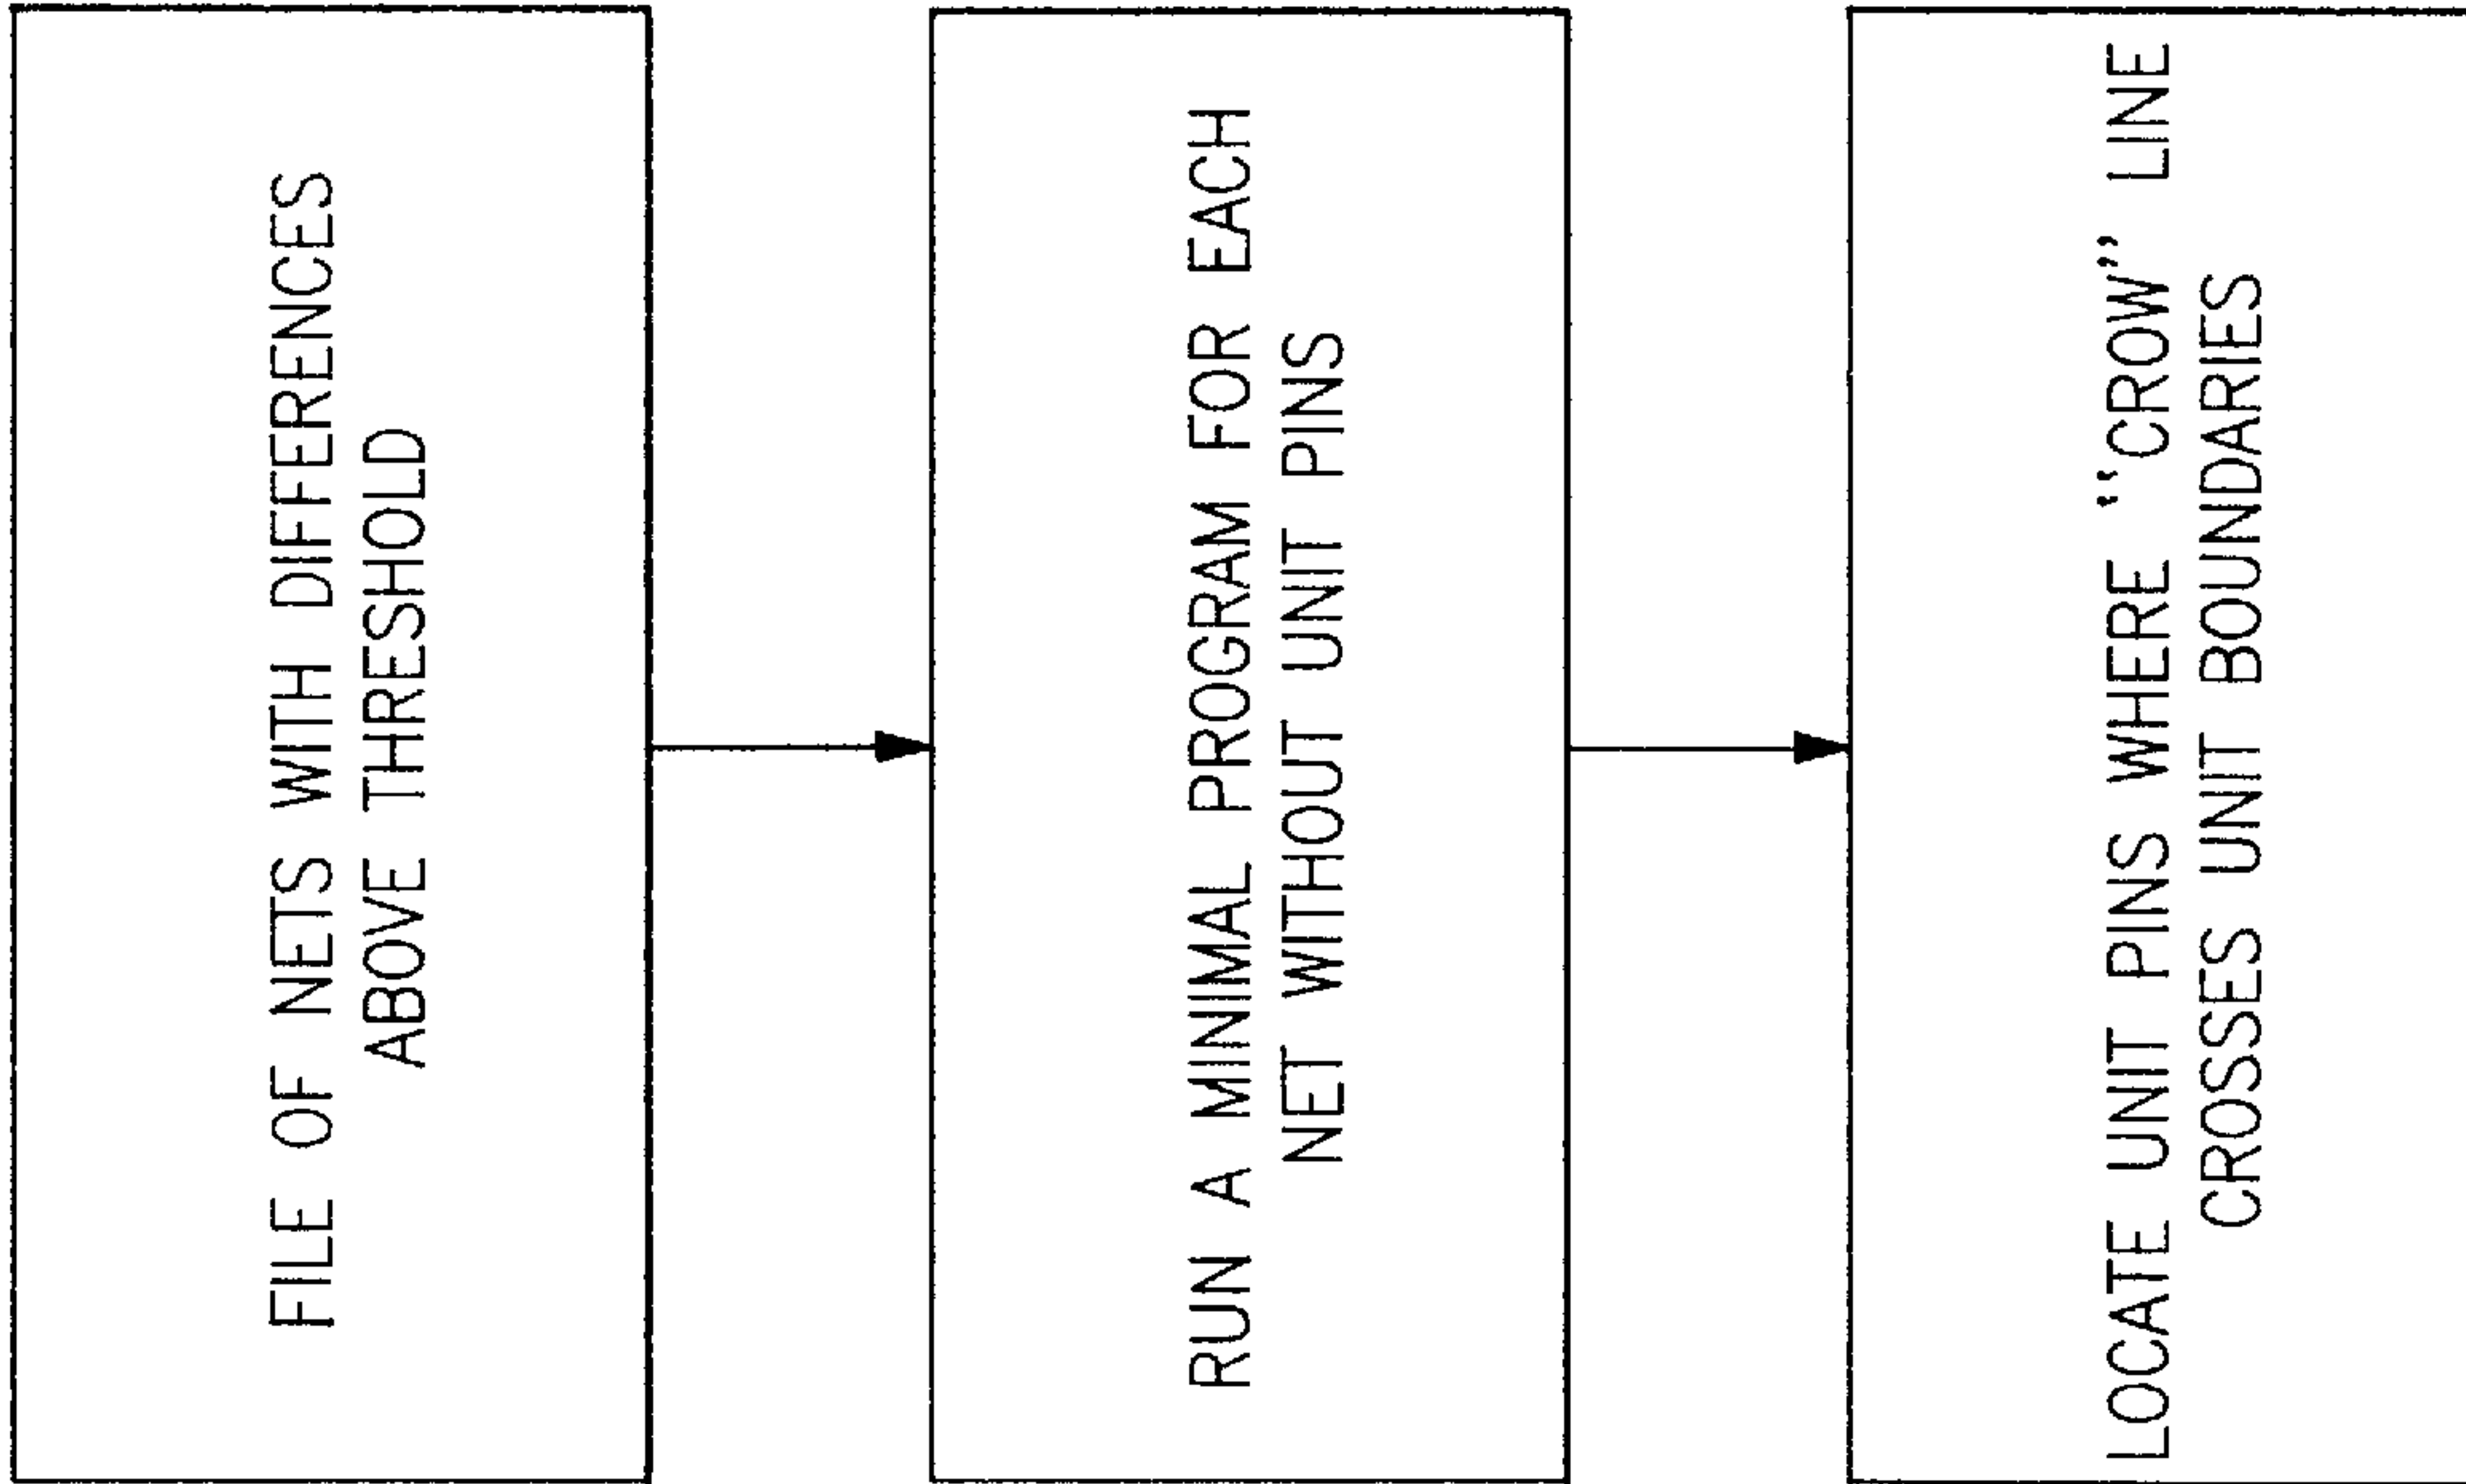 FILE OF NETS WITH DIFFERENCES
ABOVE THRESHOLD
RUN A MINIMAL PROGRAM FOR EACH
NET WITHOUT UNIT PINS
LOCATE UNIT PINS WHERE "CROW" LINE
CROSSES UNIT BOUNDARIES